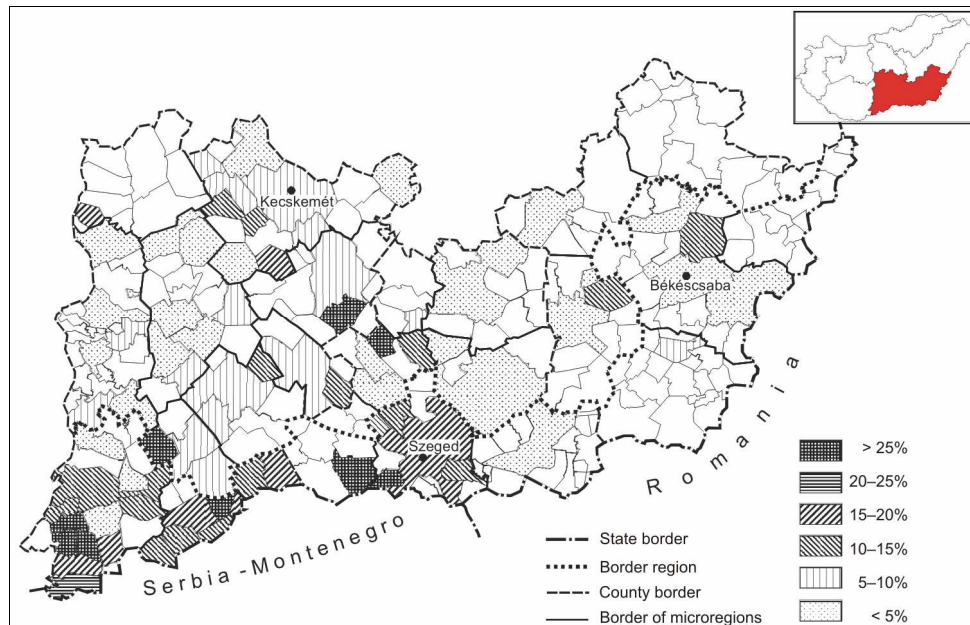 Kecskemét
Békéscsaba
Szeged
Romania
Serbia-Montenegro
> 25%
20–25%
15–20%
10–15%
5–10%
< 5%
State border
Border region
County border
Border of microregions